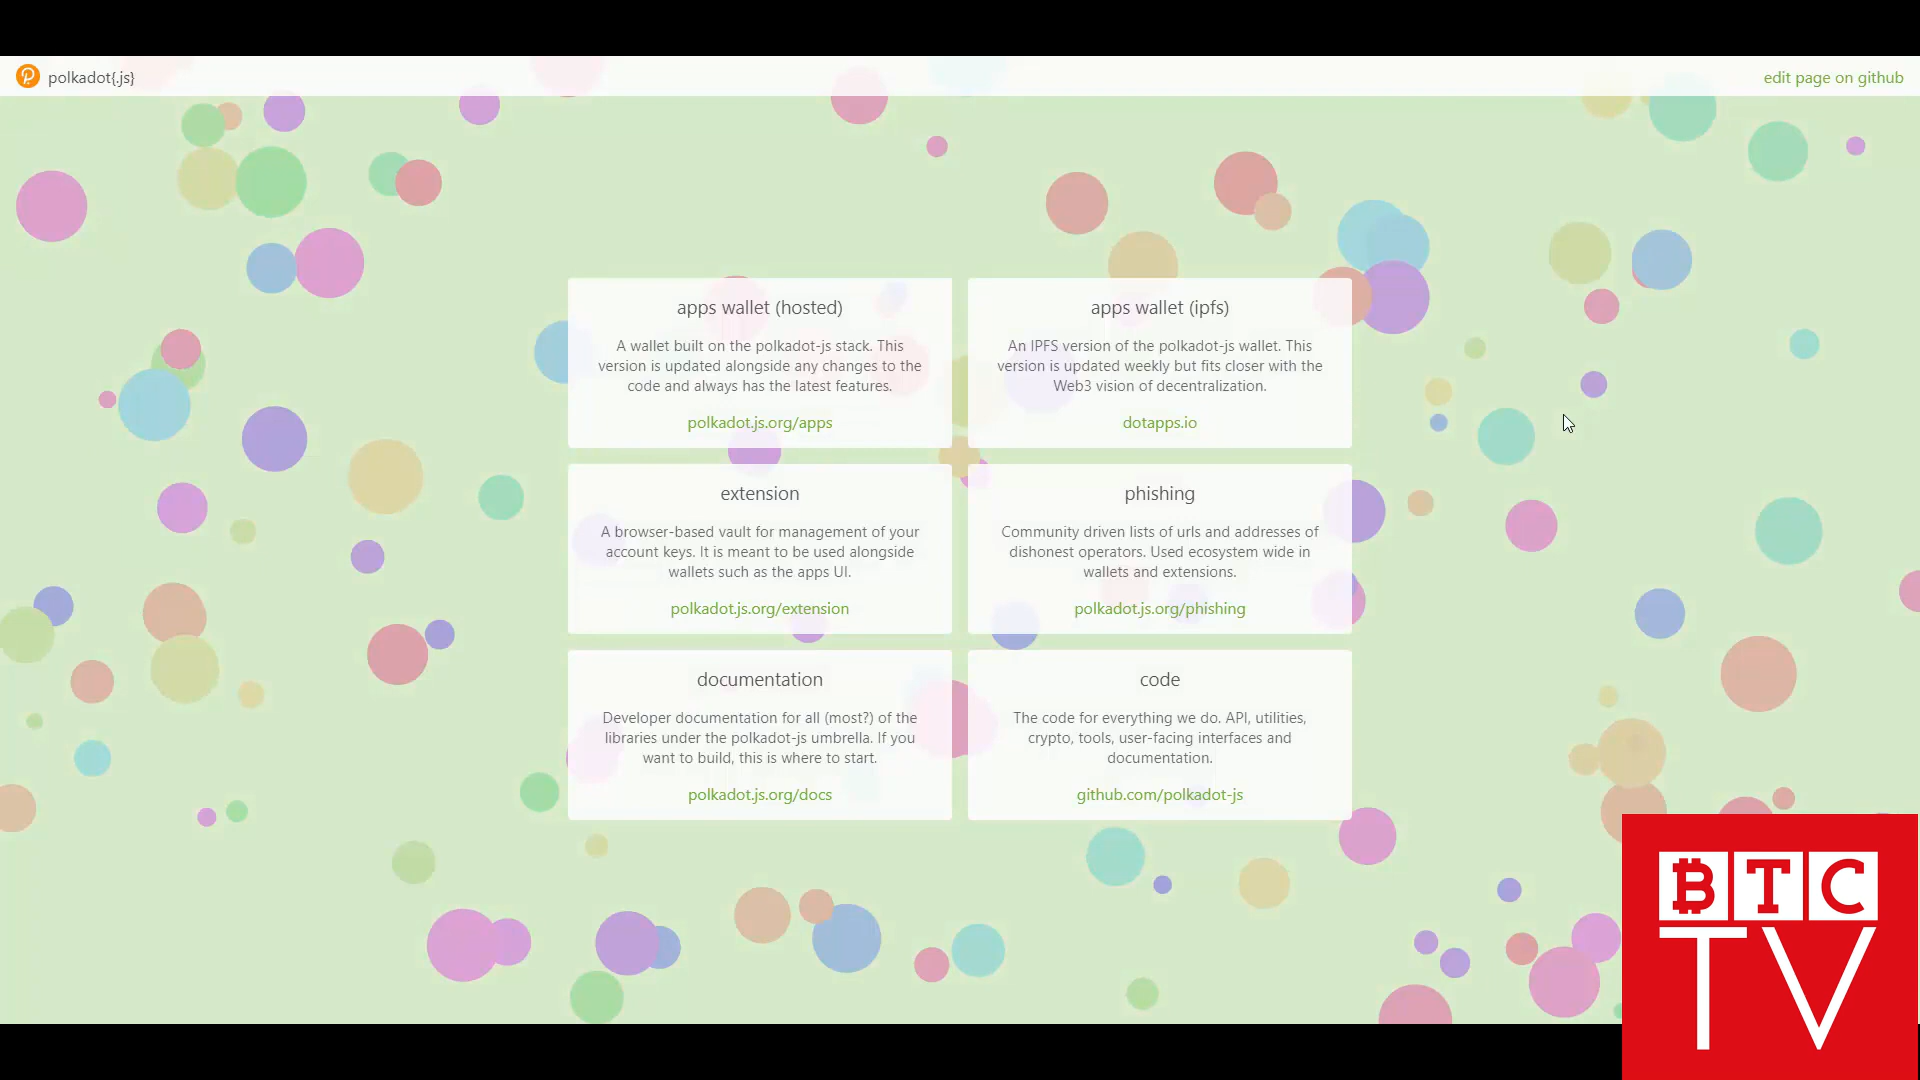 polkadot{.js}
edit page on github
apps wallet (hosted)
A wallet built on the polkadot-js stack. This
version is updated alongside any changes to the
code and always has the latest features.
polkadot.js.org/apps
apps wallet (ipfs)
An IPFS version of the polkadot-js wallet. This
version is updated weekly but fits closer with the
Web3 vision of decentralization.
dotapps.io
extension
A browser-based vault for management of your
account keys. It is meant to be used alongside
wallets such as the apps UI.
polkadot.js.org/extension
phishing
Community driven lists of urls and addresses of
dishonest operators. Used ecosystem wide in
wallets and extensions.
polkadot.js.org/phishing
documentation
Developer documentation for all (most?) of the
libraries under the polkadot-js umbrella. If you
want to build, this is where to start.
polkadot.js.org/docs
code
The code for everything we do. API, utilities,
crypto, tools, user-facing interfaces and
documentation.
github.com/polkadot-js
BTC
TV